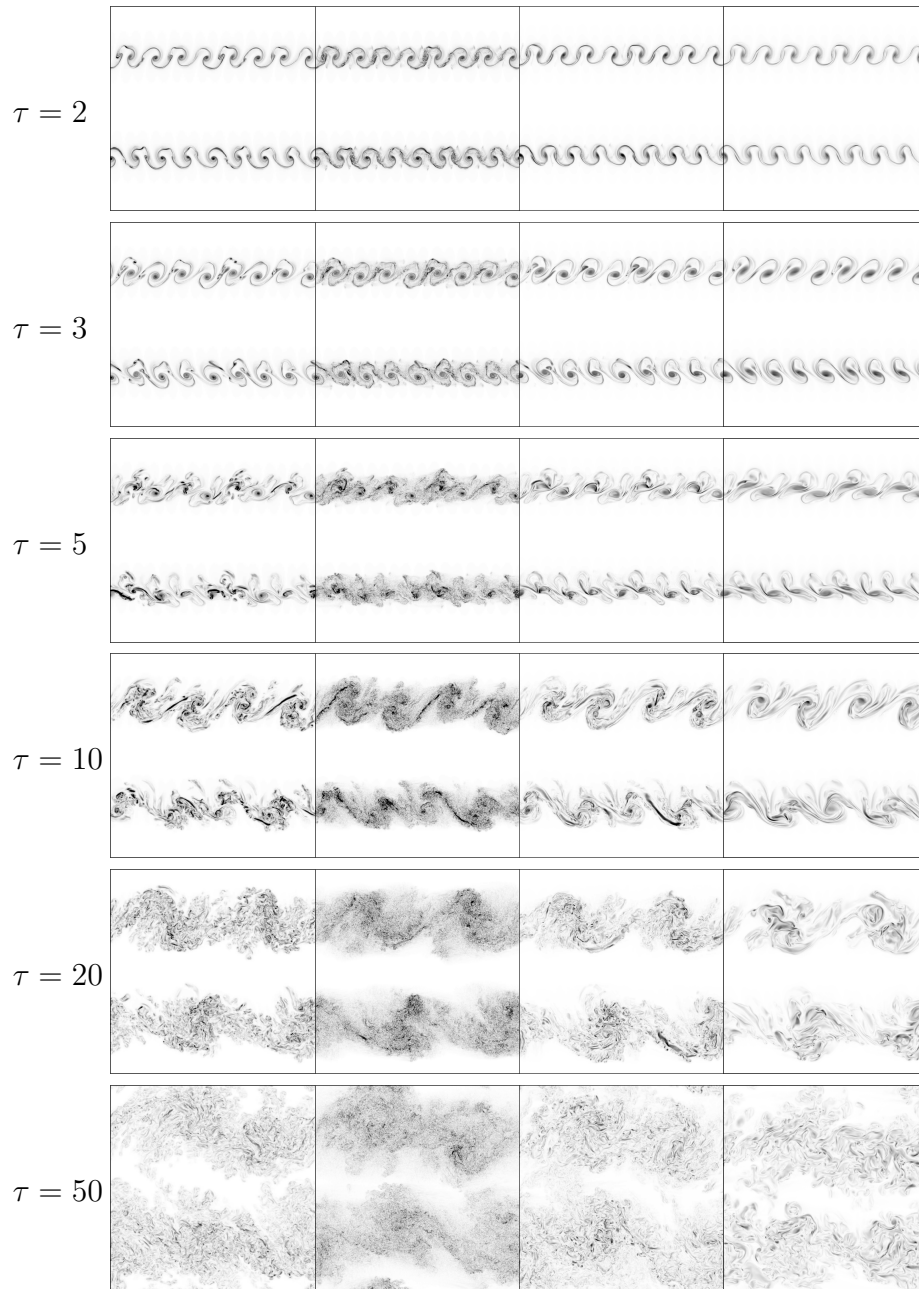 τ = 2
τ = 3
τ = 5
τ = 10
τ = 20
τ = 50